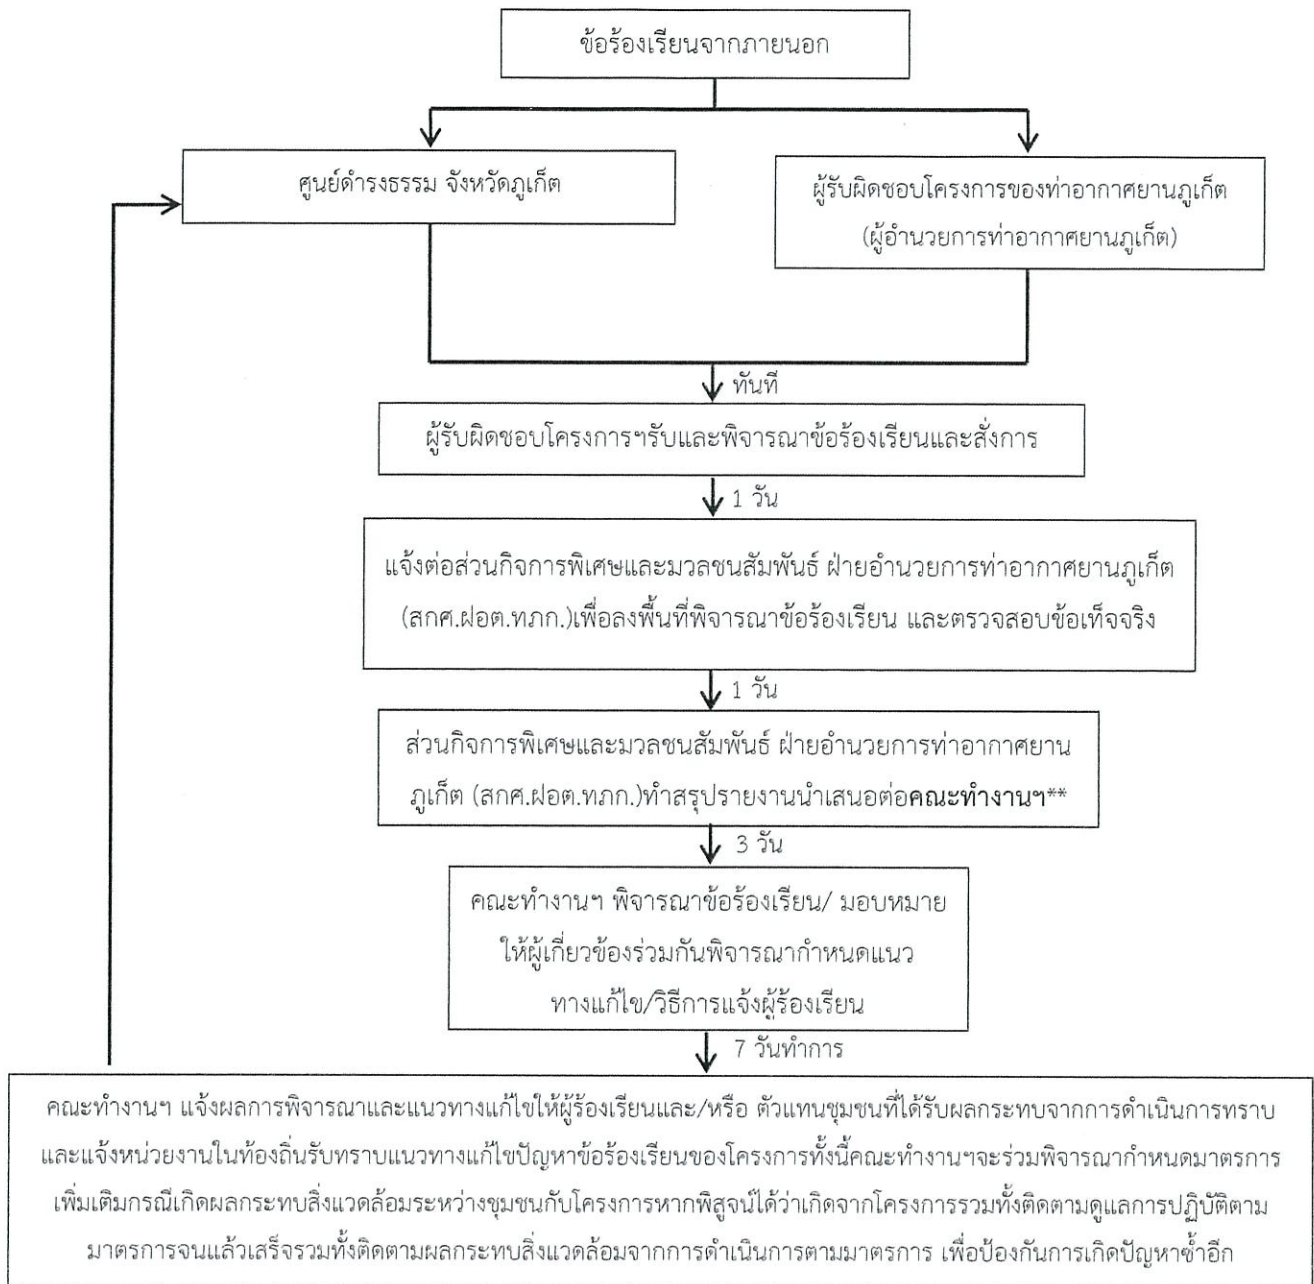 ข้อร้องเรียนจากภายนอก
ศูนย์ดำรงธรรม จังหวัดภูเก็ต
ผู้รับผิดชอบโครงการของท่าอากาศยานภูเก็ต
(ผู้อำนวยการท่าอากาศยานภูเก็ต)
ทันที
ผู้รับผิดชอบโครงการฯรับและพิจารณาข้อร้องเรียนและสั่งการ
1 วัน
แจ้งต่อส่วนกิจการพิเศษและมวลชนสัมพันธ์ ฝ่ายอำนวยการท่าอากาศยานภูเก็ต
(สกศ.ฝอต.ทภก.)เพื่อลงพื้นที่พิจารณาข้อร้องเรียน และตรวจสอบข้อเท็จจริง
1 วัน
ส่วนกิจการพิเศษและมวลชนสัมพันธ์ ฝ่ายอำนวยการท่าอากาศยาน
ภูเก็ต (สกศ.ฝอต.ทภก.)ทำสรุปรายงานนำเสนอต่อคณะทำงานฯ**
3 วัน
คณะทำงานฯ พิจารณาข้อร้องเรียน/ มอบหมาย
ให้ผู้เกี่ยวข้องร่วมกันพิจารณากำหนดแนว
ทางแก้ไข/วิธีการแจ้งผู้ร้องเรียน
7 วันทำการ
คณะทำงานฯ แจ้งผลการพิจารณาและแนวทางแก้ไขให้ผู้ร้องเรียนและ/หรือ ตัวแทนชุมชนที่ได้รับผลกระทบจากการดำเนินการทราบ
และแจ้งหน่วยงานในท้องถิ่นรับทราบแนวทางแก้ไขปัญหาข้อร้องเรียนของโครงการทั้งนี้คณะทำงานฯจะร่วมพิจารณากำหนดมาตรการ
เพิ่มเติมกรณีเกิดผลกระทบสิ่งแวดล้อมระหว่างชุมชนกับโครงการหากพิสูจน์ได้ว่าเกิดจากโครงการรวมทั้งติดตามดูแลการปฏิบัติตาม
มาตรการจนแล้วเสร็จรวมทั้งติดตามผลกระทบสิ่งแวดล้อมจากการดำเนินการตามมาตรการ เพื่อป้องกันการเกิดปัญหาซ้ำอีก